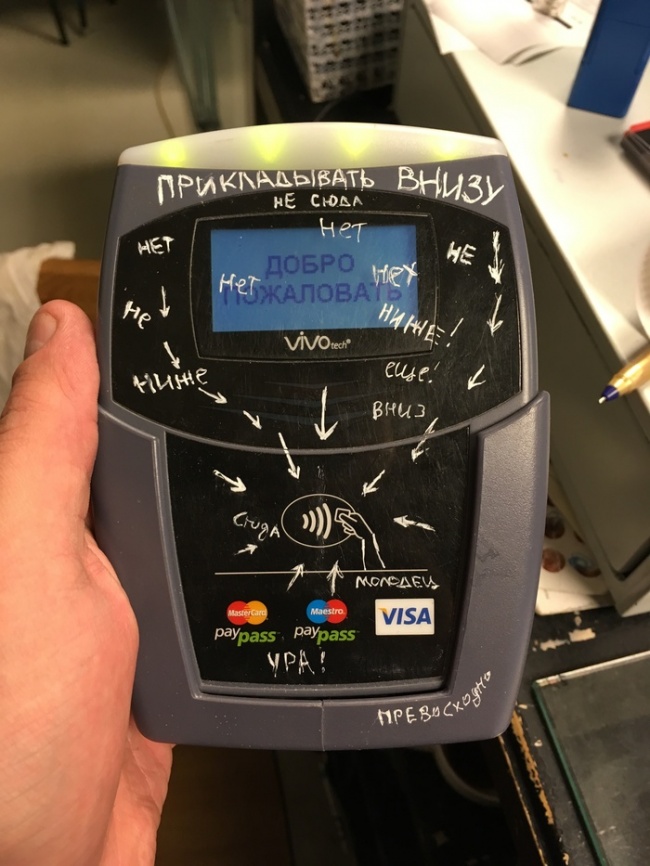 ПРИКЛАДЫВАТЬ ВНИЗУ
НЕ СЮДА
НЕТ
НЕТ
НЕ
ДОБРО
НЕТ
ПОЖАЛОВАТЬ
НЕ
НИЖЕ!
vivotech®
НИЖЕ
ЕЩЕ!
ВНИЗ
СЮДА
МОЛОДЕЦ
MasterCard
Maestro
VISA
paypass
paypass
УРА!
ПРЕВОСХОДНО